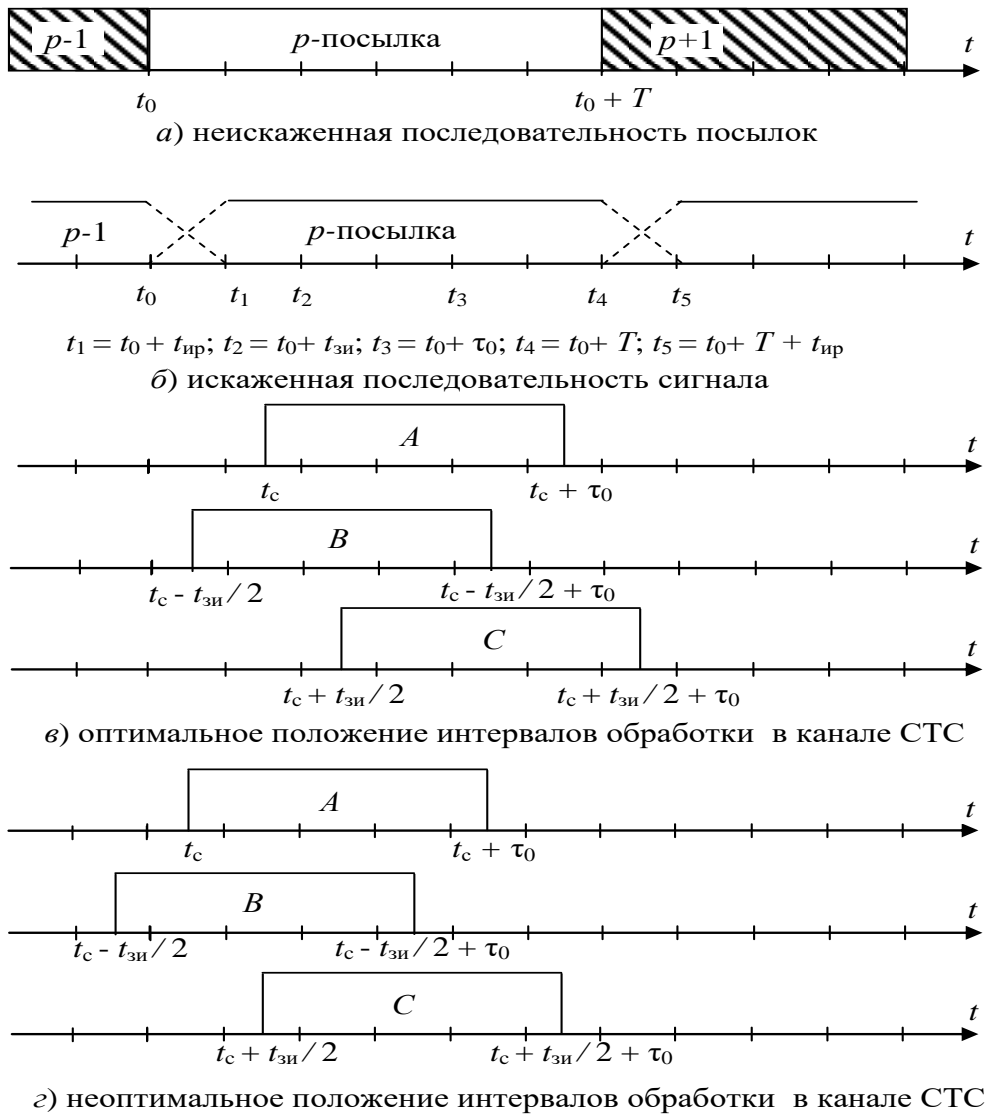 p-1 p-посылка p+1 t
t₀ t₀ + T
а) неискаженная последовательность посылок
p-1 p-посылка t
t₀ t₁ t₂ t₃ t₄ t₅
t₁ = t₀ + tир; t₂ = t₀+ tзи; t₃ = t₀+ τ₀; t₄ = t₀+ T; t₅ = t₀+ T + tир
б) искаженная последовательность сигнала
A t
tс tс + τ₀
B t
tс - tзи/2 tс - tзи/2 + τ₀
C t
tс + tзи/2 tс + tзи/2 + τ₀
в) оптимальное положение интервалов обработки в канале СТС
A t
tс tс + τ₀
B t
tс - tзи/2 tс - tзи/2 + τ₀
C t
tс + tзи/2 tс + tзи/2 + τ₀
г) неоптимальное положение интервалов обработки в канале СТС